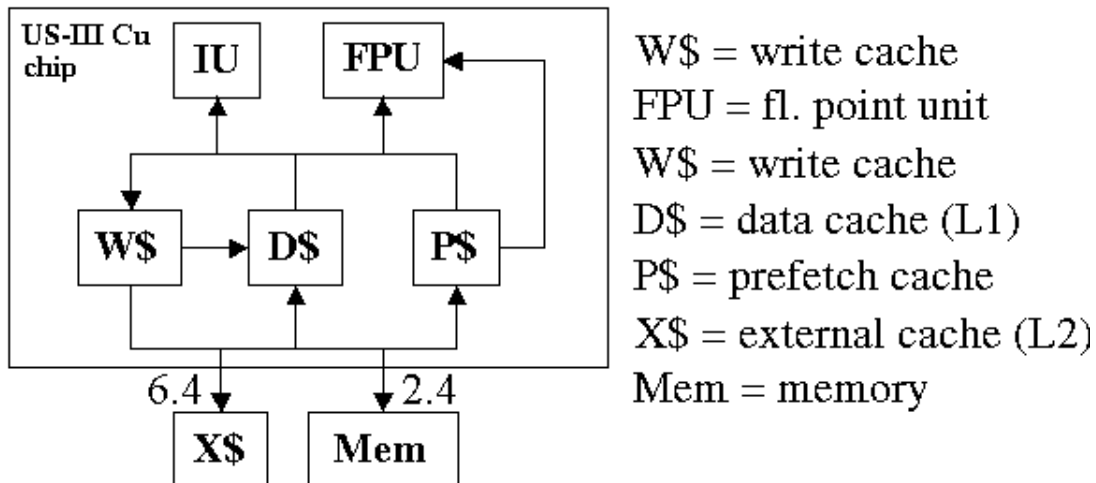 US-III Cu
chip
IU
FPU
W$
D$
P$
6.4
2.4
X$
Mem
W$ = write cache
FPU = fl. point unit
W$ = write cache
D$ = data cache (L1)
P$ = prefetch cache
X$ = external cache (L2)
Mem = memory